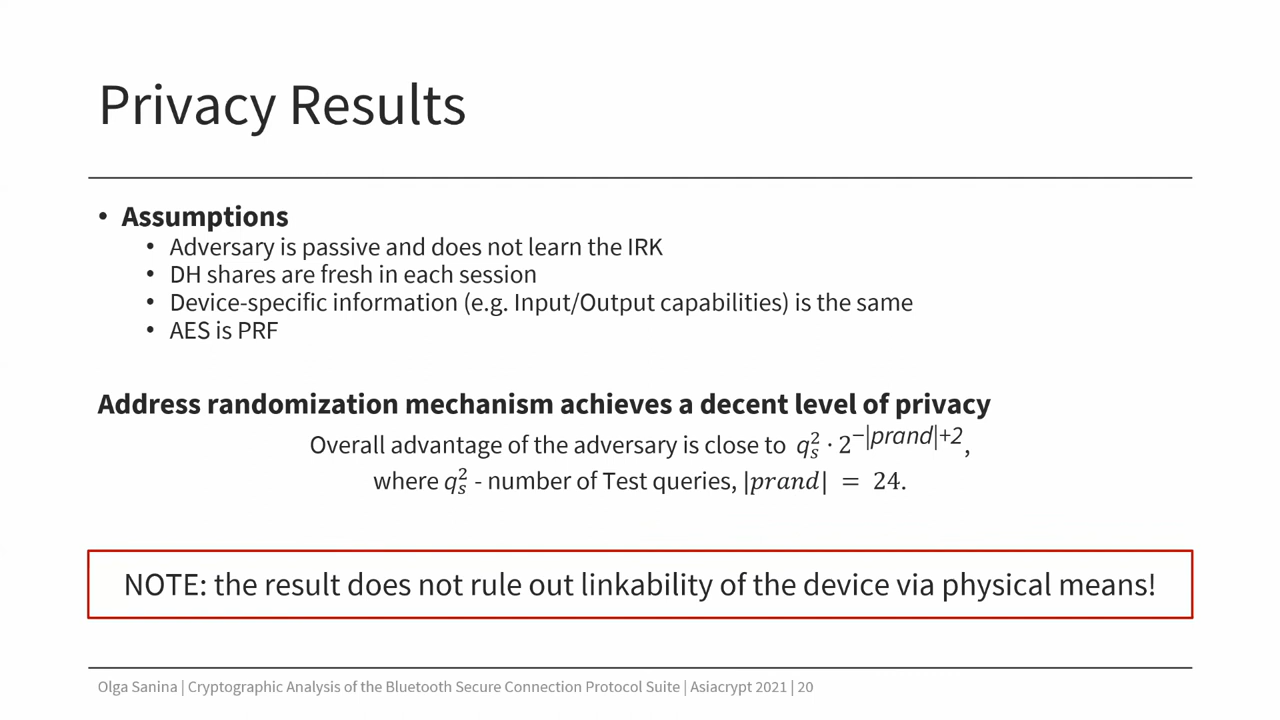 Privacy Results
• Assumptions
• Adversary is passive and does not learn the IRK
• DH shares are fresh in each session
• Device-specific information (e.g. Input/Output capabilities) is the same
• AES is PRF
Address randomization mechanism achieves a decent level of privacy
Overall advantage of the adversary is close to $q_s^2 \cdot 2^{-|prand|+2}$,
where $q_s^2$ - number of Test queries, $|prand| = 24$.
NOTE: the result does not rule out linkability of the device via physical means!
Olga Sanina | Cryptographic Analysis of the Bluetooth Secure Connection Protocol Suite | Asiacrypt 2021 | 20